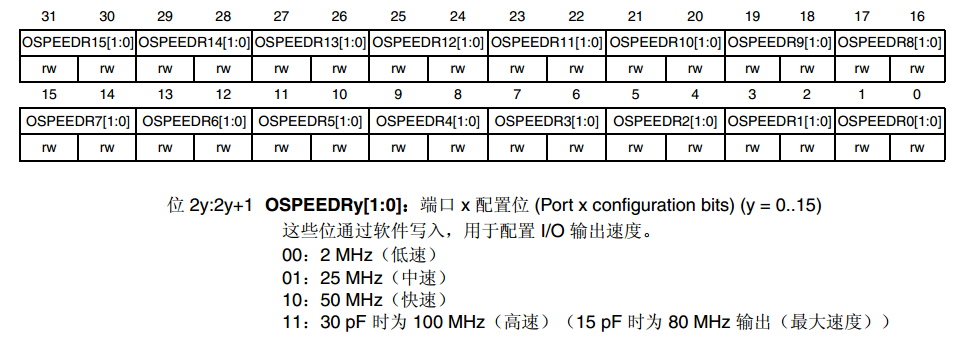 31 30 29 28 27 26 25 24 23 22 21 20 19 18 17 16
OSPEEDR15[1:0] OSPEEDR14[1:0] OSPEEDR13[1:0] OSPEEDR12[1:0] OSPEEDR11[1:0] OSPEEDR10[1:0] OSPEEDR9[1:0] OSPEEDR8[1:0]
rw rw rw rw rw rw rw rw rw rw rw rw rw rw rw rw
15 14 13 12 11 10 9 8 7 6 5 4 3 2 1 0
OSPEEDR7[1:0] OSPEEDR6[1:0] OSPEEDR5[1:0] OSPEEDR4[1:0] OSPEEDR3[1:0] OSPEEDR2[1:0] OSPEEDR1[1:0] OSPEEDR0[1:0]
rw rw rw rw rw rw rw rw rw rw rw rw rw rw rw rw
位 2y:2y+1 OSPEEDRy[1:0]：端口 x 配置位 (Port x configuration bits) (y = 0..15)
这些位通过软件写入，用于配置 I/O 输出速度。
00：2 MHz（低速）
01：25 MHz（中速）
10：50 MHz（快速）
11：30 pF 时为 100 MHz（高速）（15 pF 时为 80 MHz 输出（最大速度））